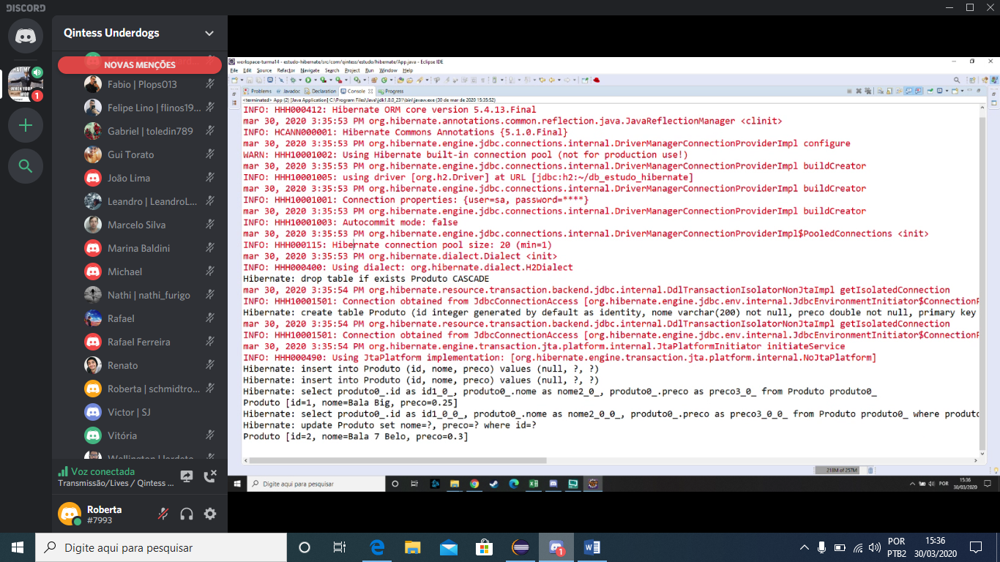 DISCORD
Qintess Underdogs
NOVAS MENÇÕES
Fabio | Plops013
Felipe Lino | flinos19...
Gabriel | toledin789
Gui Torato
João Lima
Leandro | LeandroL...
Marcelo Silva
Marina Baldini
Michael
Nathi | nathi_furigo
Rafael
Rafael Ferreira
Renato
Roberta | schmidtro...
Victor | SJ
Vitória
Voz conectada
Transmissão/Lives / Qintess ...
Roberta
#7993
workspace-turma14 - estudo-hibernate/src/com/qintess/estudo/hibernate/App.java - Eclipse IDE
File Edit Source Refactor Navigate Search Project Run Window Help
Problems Javadoc Declaration Console Progress
<terminated> App (2) [Java Application] C:\Program Files\Java\jdk1.8.0_231\bin\javaw.exe (30 de mar de 2020 15:35:52)
INFO: HHH000412: Hibernate ORM core version 5.4.13.Final
mar 30, 2020 3:35:53 PM org.hibernate.annotations.common.reflection.java.JavaReflectionManager <clinit>
INFO: HCANN000001: Hibernate Commons Annotations {5.1.0.Final}
mar 30, 2020 3:35:53 PM org.hibernate.engine.jdbc.connections.internal.DriverManagerConnectionProviderImpl configure
WARN: HHH10001002: Using Hibernate built-in connection pool (not for production use!)
mar 30, 2020 3:35:53 PM org.hibernate.engine.jdbc.connections.internal.DriverManagerConnectionProviderImpl buildCreator
INFO: HHH10001005: using driver [org.h2.Driver] at URL [jdbc:h2:~/db_estudo_hibernate]
mar 30, 2020 3:35:53 PM org.hibernate.engine.jdbc.connections.internal.DriverManagerConnectionProviderImpl buildCreator
INFO: HHH10001001: Connection properties: {user=sa, password=****}
mar 30, 2020 3:35:53 PM org.hibernate.engine.jdbc.connections.internal.DriverManagerConnectionProviderImpl buildCreator
INFO: HHH10001003: Autocommit mode: false
mar 30, 2020 3:35:53 PM org.hibernate.engine.jdbc.connections.internal.DriverManagerConnectionProviderImpl$PooledConnections <init>
INFO: HHH000115: Hibernate connection pool size: 20 (min=1)
mar 30, 2020 3:35:53 PM org.hibernate.dialect.Dialect <init>
INFO: HHH000400: Using dialect: org.hibernate.dialect.H2Dialect
Hibernate: drop table if exists Produto CASCADE
mar 30, 2020 3:35:54 PM org.hibernate.resource.transaction.backend.jdbc.internal.DdlTransactionIsolatorNonJtaImpl getIsolatedConnection
INFO: HHH10001501: Connection obtained from JdbcConnectionAccess [org.hibernate.engine.jdbc.env.internal.JdbcEnvironmentInitiator$ConnectionP
Hibernate: create table Produto (id integer generated by default as identity, nome varchar(200) not null, preco double not null, primary key
mar 30, 2020 3:35:54 PM org.hibernate.resource.transaction.backend.jdbc.internal.DdlTransactionIsolatorNonJtaImpl getIsolatedConnection
INFO: HHH10001501: Connection obtained from JdbcConnectionAccess [org.hibernate.engine.jdbc.env.internal.JdbcEnvironmentInitiator$ConnectionP
mar 30, 2020 3:35:54 PM org.hibernate.engine.transaction.jta.platform.internal.JtaPlatformInitiator initiateService
INFO: HHH000490: Using JtaPlatform implementation: [org.hibernate.engine.transaction.jta.platform.internal.NoJtaPlatform]
Hibernate: insert into Produto (id, nome, preco) values (null, ?, ?)
Hibernate: insert into Produto (id, nome, preco) values (null, ?, ?)
Hibernate: select produto0_.id as id1_0_, produto0_.nome as nome2_0_, produto0_.preco as preco3_0_ from Produto produto0_
Produto [id=1, nome=Bala Big, preco=0.25]
Hibernate: select produto0_.id as id1_0_0_, produto0_.nome as nome2_0_0_, produto0_.preco as preco3_0_0_ from Produto produto0_ where produto
Hibernate: update Produto set nome=?, preco=? where id=?
Produto [id=2, nome=Bala 7 Belo, preco=0.3]
218M of 257M
Digite aqui para pesquisar
POR
15:36
30/03/2020
Digite aqui para pesquisar
POR
PTB2
15:36
30/03/2020